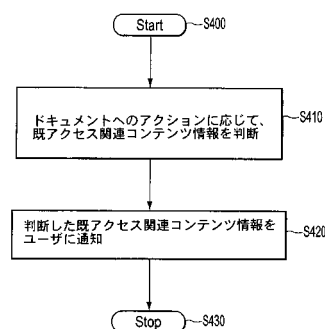 Start
S400
ドキュメントへのアクションに応じて、
既アクセス関連コンテンツ情報を判断
S410
判断した既アクセス関連コンテンツ情報を
ユーザに通知
S420
Stop
S430